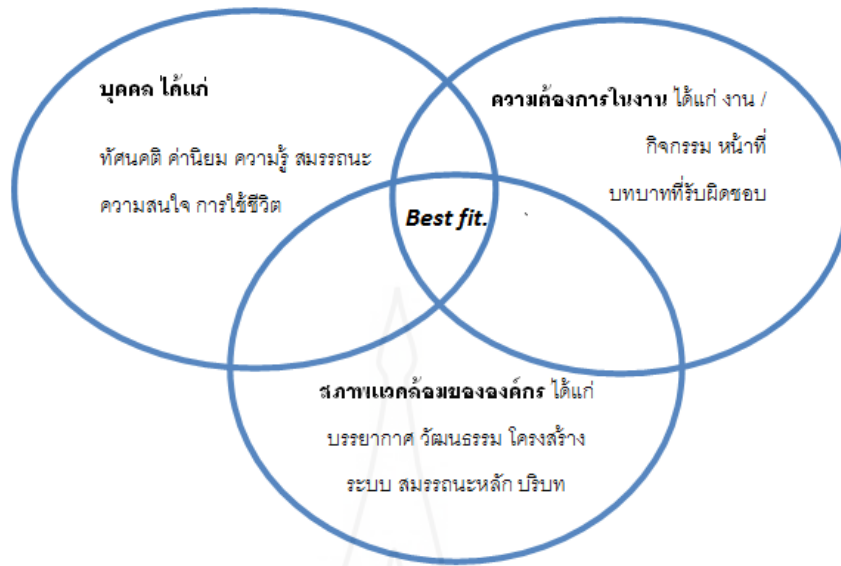 บุคคล ได้แก่
ทัศนคติ ค่านิยม ความรู้ สมรรถนะ
ความสนใจ การใช้ชีวิต
ความต้องการในงาน ได้แก่ งาน /
กิจกรรม หน้าที่
บทบาทที่รับผิดชอบ
Best fit.
สภาพแวดล้อมขององค์กร ได้แก่
บรรยากาศ วัฒนธรรม โครงสร้าง
ระบบ สมรรถนะหลัก บริบท